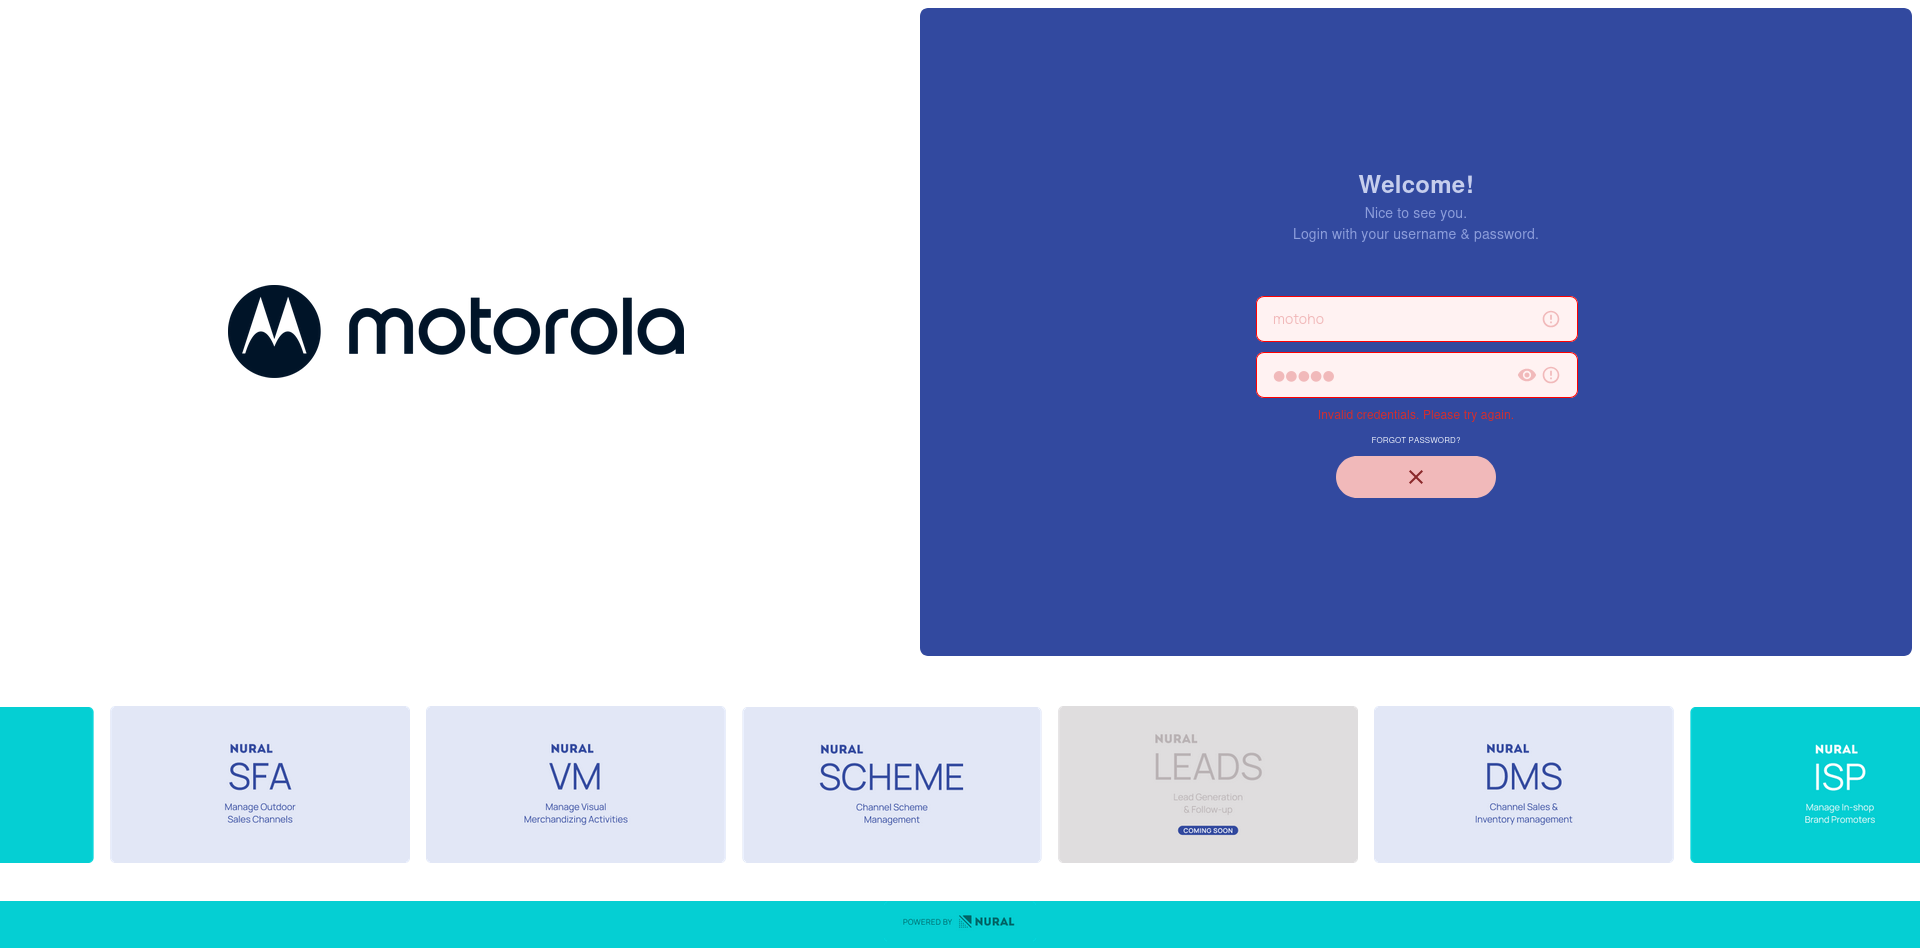 motorola
Welcome!
Nice to see you.
Login with your username & password.
motoho
Invalid credentials. Please try again.
FORGOT PASSWORD?
NURAL
SFA
Manage Outdoor
Sales Channels
NURAL
VM
Manage Visual
Merchandizing Activities
NURAL
SCHEME
Channel Scheme
Management
NURAL
LEADS
Lead Generation
& Follow-up
COMING SOON
NURAL
DMS
Channel Sales &
Inventory management
NURAL
ISP
Manage In-shop
Brand Promoters
POWERED BY NURAL